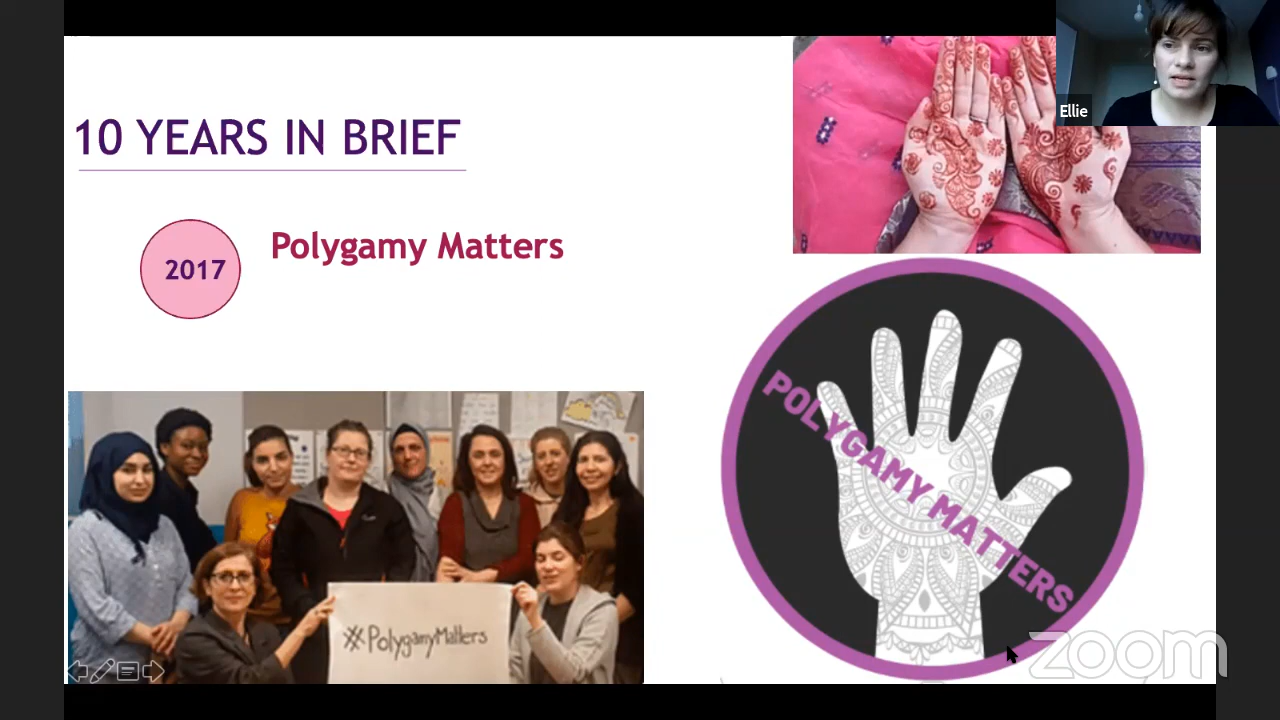 Ellie
10 YEARS IN BRIEF
2017
Polygamy Matters
POLYGAMY MATTERS
#PolygamyMatters
zoom